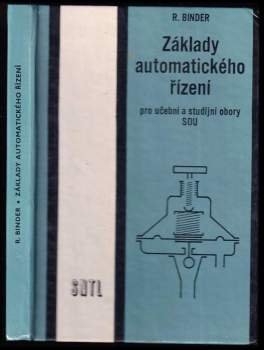 R. BINDER
Základy
automatického
řízení
pro učební a studijní obory
SOU
SNTL
R. BINDER • ZÁKLADY AUTOMATICKÉHO ŘÍZENÍ